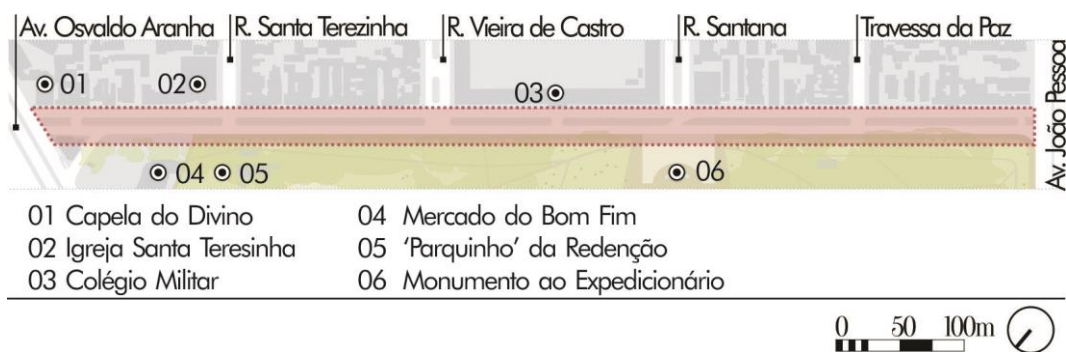 Av. Osvaldo Aranha R. Santa Terezinha R. Vieira de Castro R. Santana Travessa da Paz
Av. João Pessoa
01 02 03
04 05 06
01 Capela do Divino 04 Mercado do Bom Fim
02 Igreja Santa Teresinha 05 'Parquinho' da Redenção
03 Colégio Militar 06 Monumento ao Expedicionário
0 50 100m